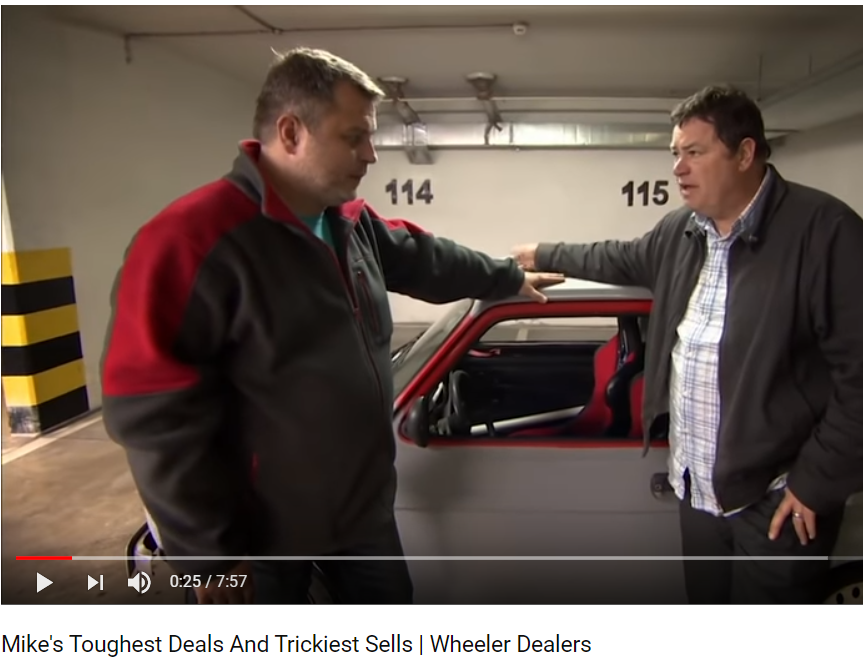 114
115
0:25 / 7:57
Mike's Toughest Deals And Trickiest Sells | Wheeler Dealers